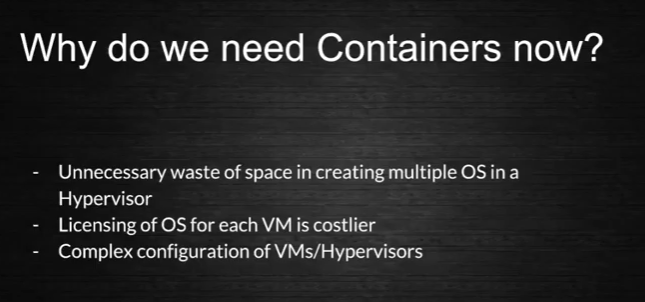 Why do we need Containers now?
- Unnecessary waste of space in creating multiple OS in a
Hypervisor
- Licensing of OS for each VM is costlier
- Complex configuration of VMs/Hypervisors